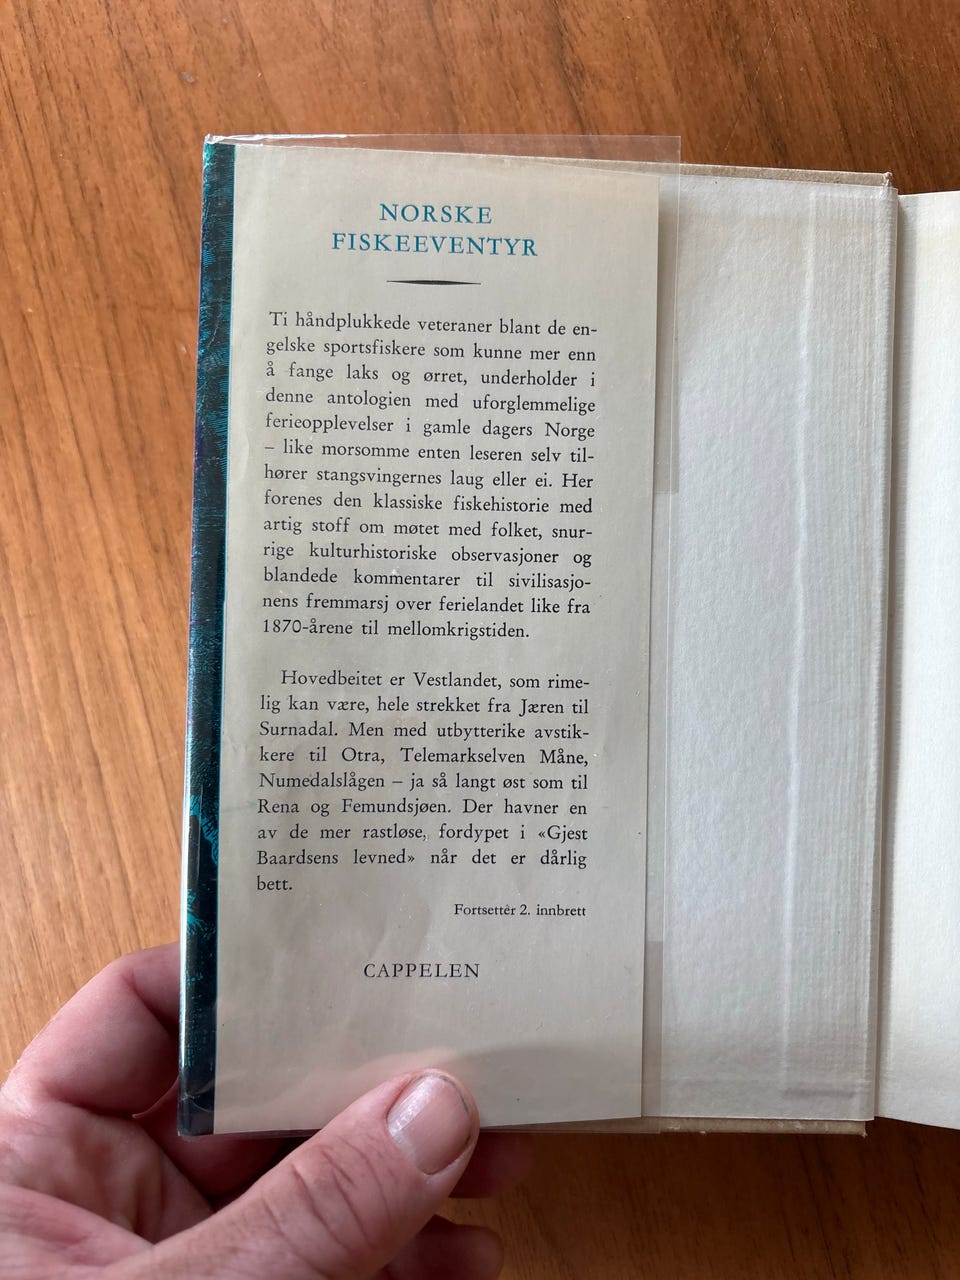 NORSKE
FISKEEVENTYR
Ti håndplukkede veteraner blant de en-
gelske sportsfiskere som kunne mer enn
å fange laks og ørret, underholder i
denne antologien med uforglemmelige
ferieopplevelser i gamle dagers Norge
– like morsomme enten leseren selv til-
hører stangsvingernes laug eller ei. Her
forenes den klassiske fiskehistorie med
artig stoff om møtet med folket, snur-
rige kulturhistoriske observasjoner og
blandede kommentarer til sivilisasjo-
nens fremmarsj over ferielandet like fra
1870-årene til mellomkrigstiden.
Hovedbeitet er Vestlandet, som rime-
lig kan være, hele strekket fra Jæren til
Surnadal. Men med utbytterike avstik-
kere til Otra, Telemarkselven Måne,
Numedalslågen – ja så langt øst som til
Rena og Femundsjøen. Der havner en
av de mer rastløse, fordypet i «Gjest
Baardsens levned» når det er dårlig
bett.
Fortsetter 2. innbrett
CAPPELEN